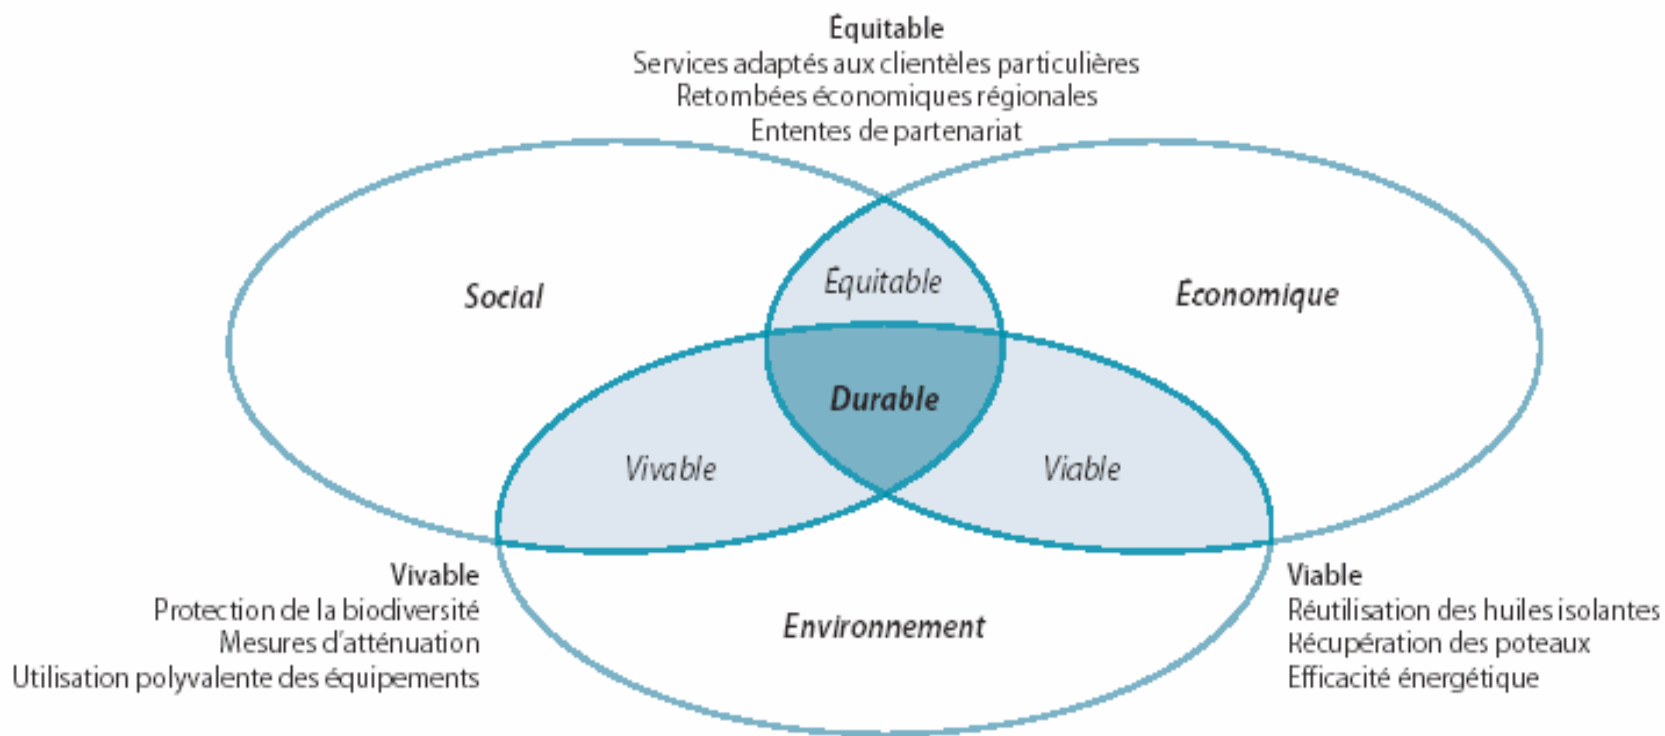 Équitable
Services adaptés aux clientèles particulières
Retombées économiques régionales
Ententes de partenariat
Social
Équitable
Économique
Durable
Vivable
Viable
Vivable
Protection de la biodiversité
Mesures d'atténuation
Utilisation polyvalente des équipements
Environnement
Viable
Réutilisation des huiles isolantes
Récupération des poteaux
Efficacité énergétique